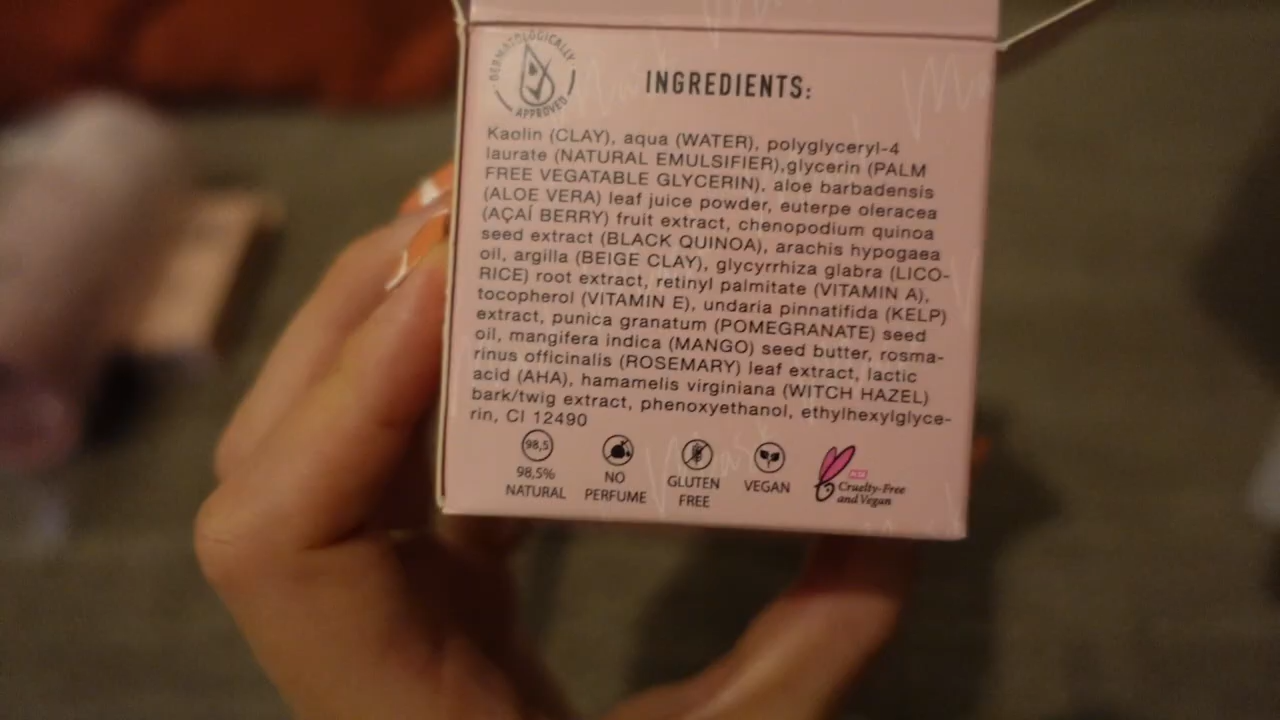 DERMATOLOGICALLY
APPROVED
INGREDIENTS:
Kaolin (CLAY), aqua (WATER), polyglyceryl-4
laurate (NATURAL EMULSIFIER),glycerin (PALM
FREE VEGATABLE GLYCERIN), aloe barbadensis
(ALOE VERA) leaf juice powder, euterpe oleracea
(AÇAÍ BERRY) fruit extract, chenopodium quinoa
seed extract (BLACK QUINOA), arachis hypogaea
oil, argilla (BEIGE CLAY), glycyrrhiza glabra (LICO-
RICE) root extract, retinyl palmitate (VITAMIN A),
tocopherol (VITAMIN E), undaria pinnatifida (KELP)
extract, punica granatum (POMEGRANATE) seed
oil, mangifera indica (MANGO) seed butter, rosma-
rinus officinalis (ROSEMARY) leaf extract, lactic
acid (AHA), hamamelis virginiana (WITCH HAZEL)
bark/twig extract, phenoxyethanol, ethylhexylglyce-
rin, CI 12490
98,5
98,5%
NATURAL
NO
PERFUME
GLUTEN
FREE
VEGAN
Cruelty-Free
and Vegan